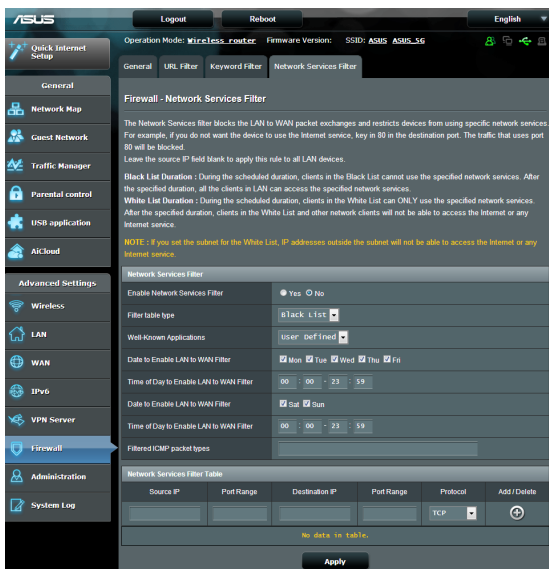 ASUS
Logout
Reboot
English
Quick Internet
Setup
Operation Mode: Wireless router Firmware Version: SSID: ASUS ASUS_5G
General
URL Filter
Keyword Filter
Network Services Filter
General
Network Map
Guest Network
Traffic Manager
Parental control
USB application
AiCloud
Advanced Settings
Wireless
LAN
WAN
IPv6
VPN Server
Firewall
Administration
System Log
Firewall - Network Services Filter
The Network Services filter blocks the LAN to WAN packet exchanges and restricts devices from using specific network services.
For example, if you do not want the device to use the Internet service, key in 80 in the destination port. The traffic that uses port
80 will be blocked.
Leave the source IP field blank to apply this rule to all LAN devices.
Black List Duration : During the scheduled duration, clients in the Black List cannot use the specified network services. After
the specified duration, all the clients in LAN can access the specified network services.
White List Duration : During the scheduled duration, clients in the White List can ONLY use the specified network services.
After the specified duration, clients in the White List and other network clients will not be able to access the Internet or any
Internet service.
NOTE : If you set the subnet for the White List, IP addresses outside the subnet will not be able to access the Internet or any
Internet service.
Network Services Filter
Enable Network Services Filter
Yes No
Filter table type
Black List
Well-Known Applications
User Defined
Date to Enable LAN to WAN Filter
Mon Tue Wed Thu Fri
Time of Day to Enable LAN to WAN Filter
00 : 00 - 23 : 59
Date to Enable LAN to WAN Filter
Sat Sun
Time of Day to Enable LAN to WAN Filter
00 : 00 - 23 : 59
Filtered ICMP packet types
Network Services Filter Table
Source IP Port Range Destination IP Port Range Protocol Add / Delete
TCP
No data in table.
Apply